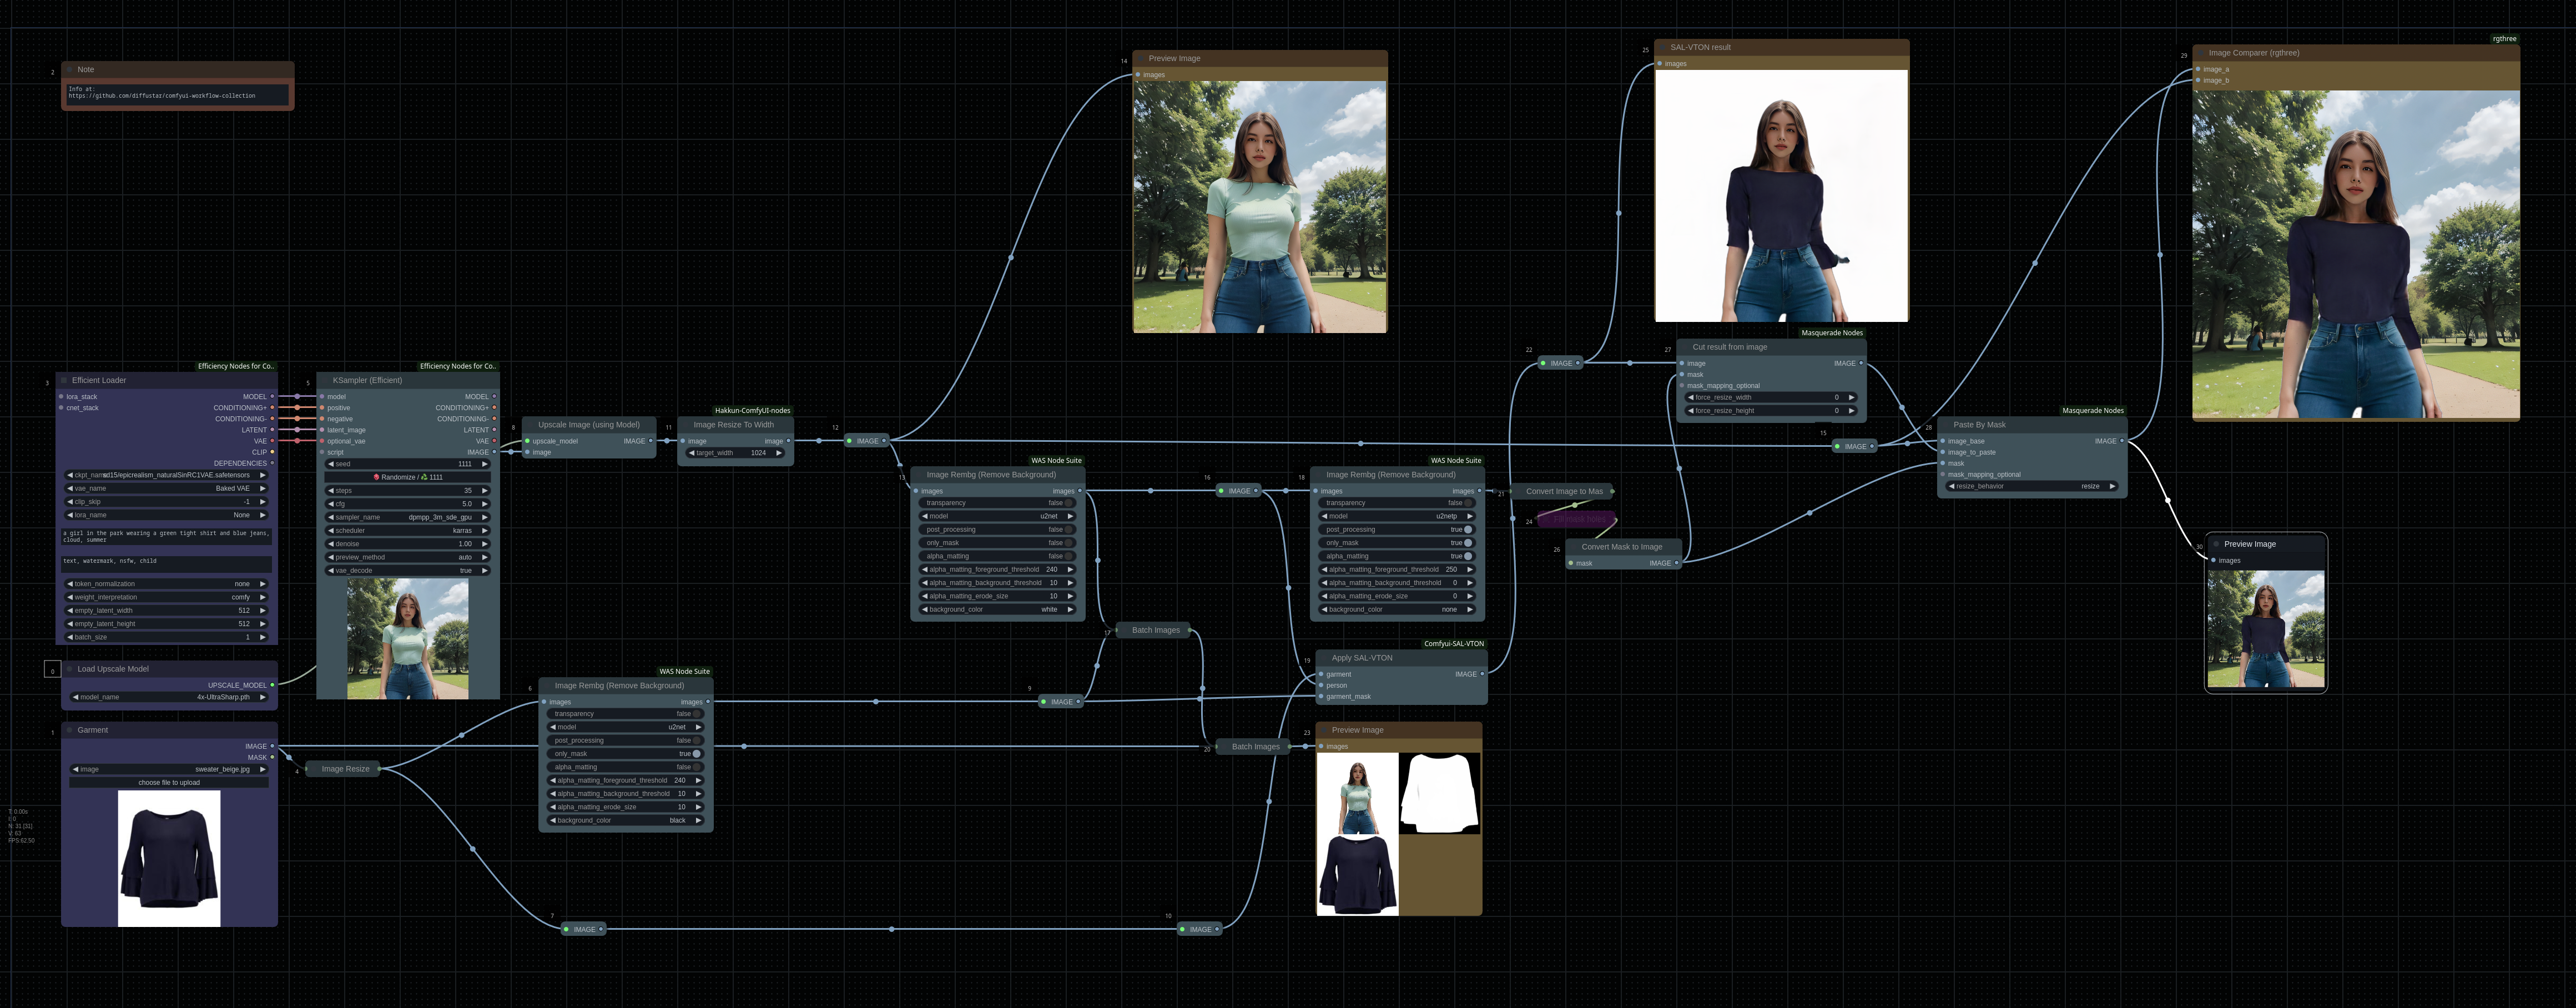 2
Note
Info at:
https://github.com/diffustar/comfyui-workflow-collection
3
Efficiency Nodes for Co..
Efficient Loader
lora_stack
MODEL
cnet_stack
CONDITIONING+
CONDITIONING-
LATENT
VAE
CLIP
DEPENDENCIES
sd15/epicrealism_naturalSinRC1VAE.safetensors
vae_name Baked VAE
clip_skip -1
lora_name None
a girl in the park wearing a green tight shirt and blue jeans,
cloud, summer
text, watermark, nsfw, child
token_normalization none
weight_interpretation comfy
empty_latent_width 512
empty_latent_height 512
batch_size 1
0
Load Upscale Model
UPSCALE_MODEL
model_name 4x-UltraSharp.pth
1
Garment
IMAGE
MASK
image sweater_beige.jpg
choose file to upload
T: 0.00s
I: 0
N: 31 [31]
V: 63
FPS:62.50
4
Image Resize
5
Efficiency Nodes for Co..
KSampler (Efficient)
model MODEL
positive CONDITIONING+
negative CONDITIONING-
latent_image LATENT
optional_vae VAE
script IMAGE
seed 1111
Randomize / 1111
steps 35
cfg 5.0
sampler_name dpmpp_3m_sde_gpu
scheduler karras
denoise 1.00
preview_method auto
vae_decode true
8
Upscale Image (using Model)
upscale_model IMAGE
image
11
Hakkun-ComfyUI-nodes
Image Resize To Width
image image
target_width 1024
12
IMAGE
6
WAS Node Suite
Image Rembg (Remove Background)
images images
transparency false
model u2net
post_processing false
only_mask true
alpha_matting false
alpha_matting_foreground_threshold 240
alpha_matting_background_threshold 10
alpha_matting_erode_size 10
background_color black
7
IMAGE
13
WAS Node Suite
Image Rembg (Remove Background)
images images
transparency false
model u2net
post_processing false
only_mask false
alpha_matting false
alpha_matting_foreground_threshold 240
alpha_matting_background_threshold 10
alpha_matting_erode_size 10
background_color white
9
IMAGE
17
Batch Images
10
IMAGE
14
Preview Image
images
16
IMAGE
18
WAS Node Suite
Image Rembg (Remove Background)
images images
transparency false
model u2netp
post_processing true
only_mask true
alpha_matting true
alpha_matting_foreground_threshold 250
alpha_matting_background_threshold 0
alpha_matting_erode_size 0
background_color none
19
Comfyui-SAL-VTON
Apply SAL-VTON
garment IMAGE
person
garment_mask
20
Batch Images
23
Preview Image
images
21
Convert Image to Mas
24
Fill mask holes
26
Convert Mask to Image
mask IMAGE
22
IMAGE
25
SAL-VTON result
images
27
Masquerade Nodes
Cut result from image
image IMAGE
mask
mask_mapping_optional
force_resize_width 0
force_resize_height 0
15
IMAGE
28
Masquerade Nodes
Paste By Mask
image_base IMAGE
image_to_paste
mask
mask_mapping_optional
resize_behavior resize
29
rgthree
Image Comparer (rgthree)
image_a
image_b
30
Preview Image
images